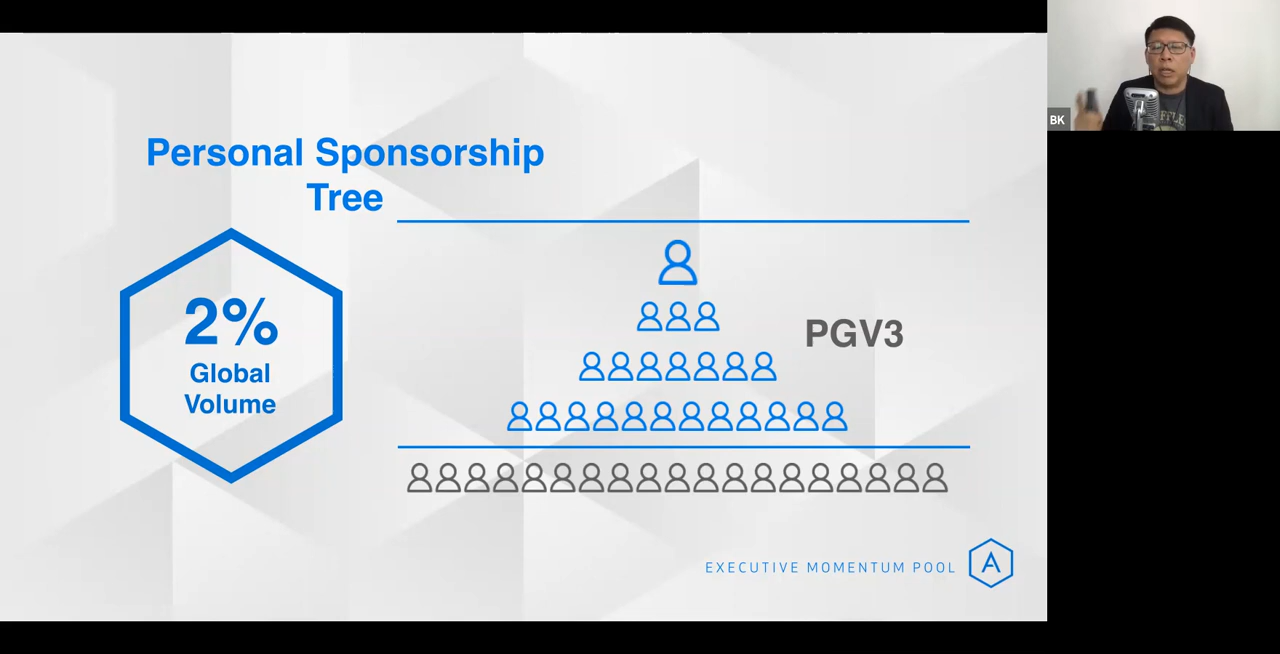 Personal Sponsorship
Tree
2%
Global
Volume
PGV3
EXECUTIVE MOMENTUM POOL
A
BK